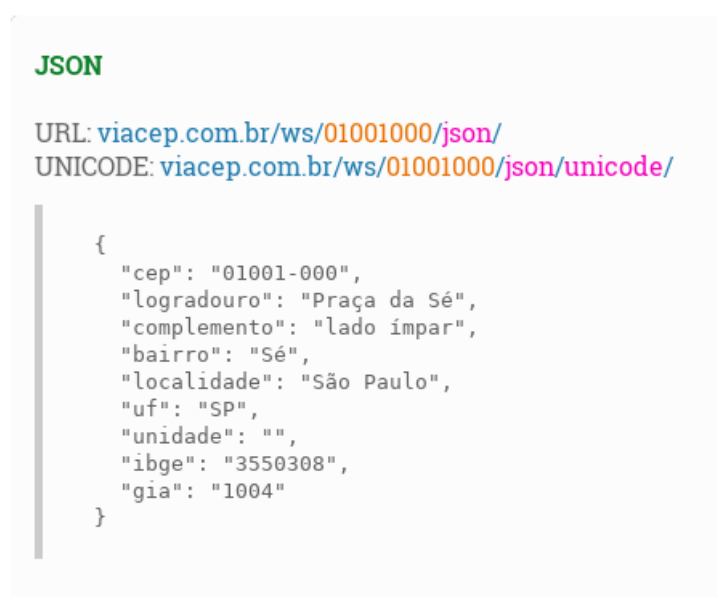 JSON
URL: viacep.com.br/ws/01001000/json/
UNICODE: viacep.com.br/ws/01001000/json/unicode/
{
"cep": "01001-000",
"logradouro": "Praça da Sé",
"complemento": "lado ímpar",
"bairro": "Sé",
"localidade": "São Paulo",
"uf": "SP",
"unidade": "",
"ibge": "3550308",
"gia": "1004"
}